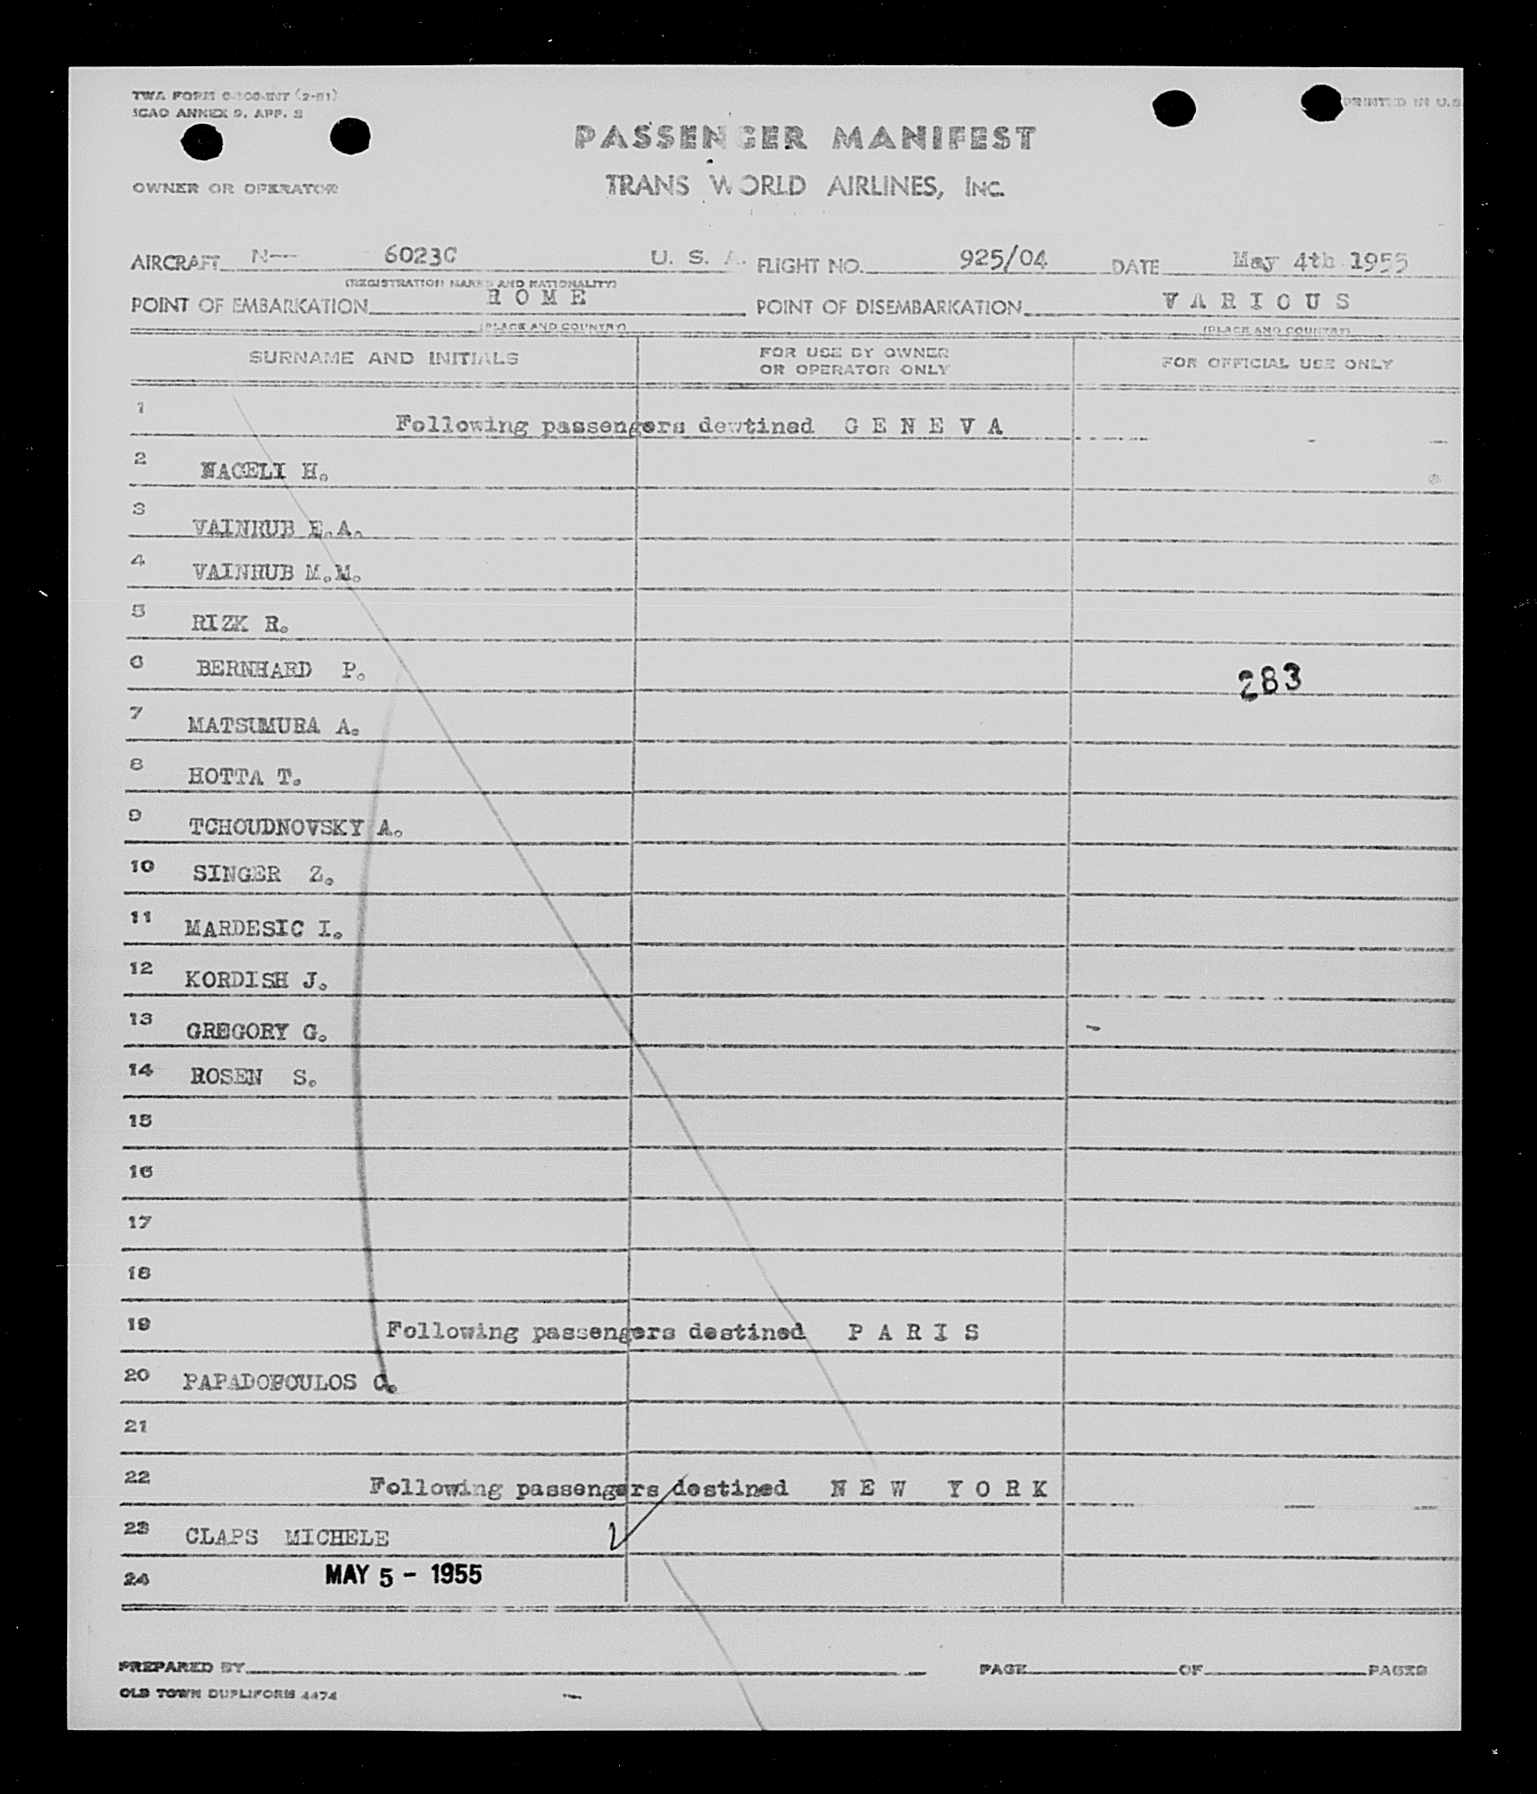 TWA FORM C-100-INT (2-51)
ICAO ANNEX 9, APP. 2
PRINTED IN U.S.
PASSENGER MANIFEST
OWNER OR OPERATOR TRANS WORLD AIRLINES, INC.
AIRCRAFT N-- 6023C U. S. A. FLIGHT NO. 925/04 DATE May 4th 1955
(REGISTRATION MARKS AND NATIONALITY)
POINT OF EMBARKATION ROME POINT OF DISEMBARKATION VARIOUS
(PLACE AND COUNTRY) (PLACE AND COUNTRY)
SURNAME AND INITIALS FOR USE BY OWNER OR OPERATOR ONLY FOR OFFICIAL USE ONLY
1 Following passengers dewtined G E N E V A
2 NAGELI H.
3 VAINRUB E.A.
4 VAINRUB M.M.
5 RIZK R.
6 BERNHARD P. 283
7 MATSUMURA A.
8 HOTTA T.
9 TCHOUDNOVSKY A.
10 SINGER Z.
11 MARDESIC I.
12 KORDISH J.
13 GREGORY G.
14 ROSEN S.
15
16
17
18
19 Following passengers destined P A R I S
20 PAPADOPOULOS C.
21
22 Following passengers destined N E W Y O R K
23 CLAPS MICHELE
24 MAY 5 - 1955
PREPARED BY PAGE OF PAGES
OLD TOWN DUPLIFORM 4474